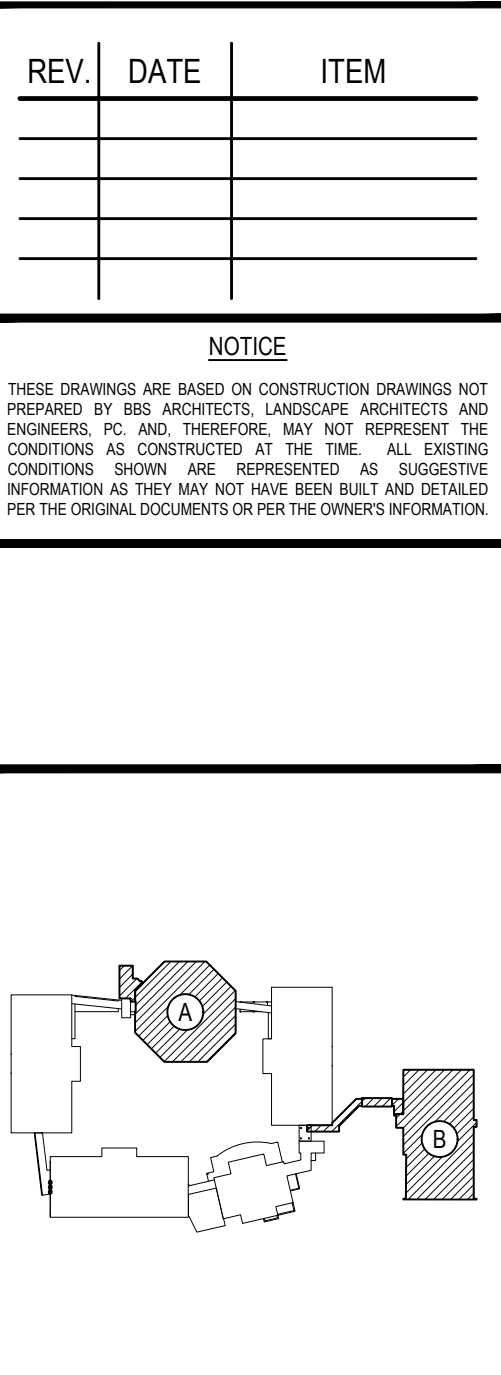 REV. DATE ITEM
NOTICE
THESE DRAWINGS ARE BASED ON CONSTRUCTION DRAWINGS NOT
PREPARED BY BBS ARCHITECTS, LANDSCAPE ARCHITECTS AND
ENGINEERS, PC. AND, THEREFORE, MAY NOT REPRESENT THE
CONDITIONS AS CONSTRUCTED AT THE TIME. ALL EXISTING
CONDITIONS SHOWN ARE REPRESENTED AS SUGGESTIVE
INFORMATION AS THEY MAY NOT HAVE BEEN BUILT AND DETAILED
PER THE ORIGINAL DOCUMENTS OR PER THE OWNER'S INFORMATION.
A
B